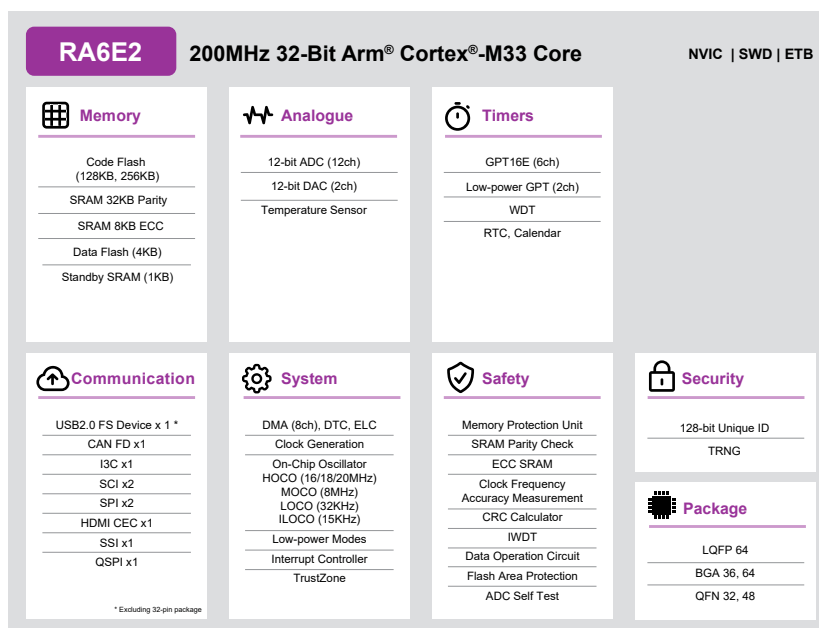 RA6E2
200MHz 32-Bit Arm® Cortex®-M33 Core
NVIC | SWD | ETB
Memory
Code Flash
(128KB, 256KB)
SRAM 32KB Parity
SRAM 8KB ECC
Data Flash (4KB)
Standby SRAM (1KB)
Analogue
12-bit ADC (12ch)
12-bit DAC (2ch)
Temperature Sensor
Timers
GPT16E (6ch)
Low-power GPT (2ch)
WDT
RTC, Calendar
Communication
USB2.0 FS Device x 1 *
CAN FD x1
I3C x1
SCI x2
SPI x2
HDMI CEC x1
SSI x1
QSPI x1
* Excluding 32-pin package
System
DMA (8ch), DTC, ELC
Clock Generation
On-Chip Oscillator
HOCO (16/18/20MHz)
MOCO (8MHz)
LOCO (32KHz)
ILOCO (15KHz)
Low-power Modes
Interrupt Controller
TrustZone
Safety
Memory Protection Unit
SRAM Parity Check
ECC SRAM
Clock Frequency
Accuracy Measurement
CRC Calculator
IWDT
Data Operation Circuit
Flash Area Protection
ADC Self Test
Security
128-bit Unique ID
TRNG
Package
LQFP 64
BGA 36, 64
QFN 32, 48